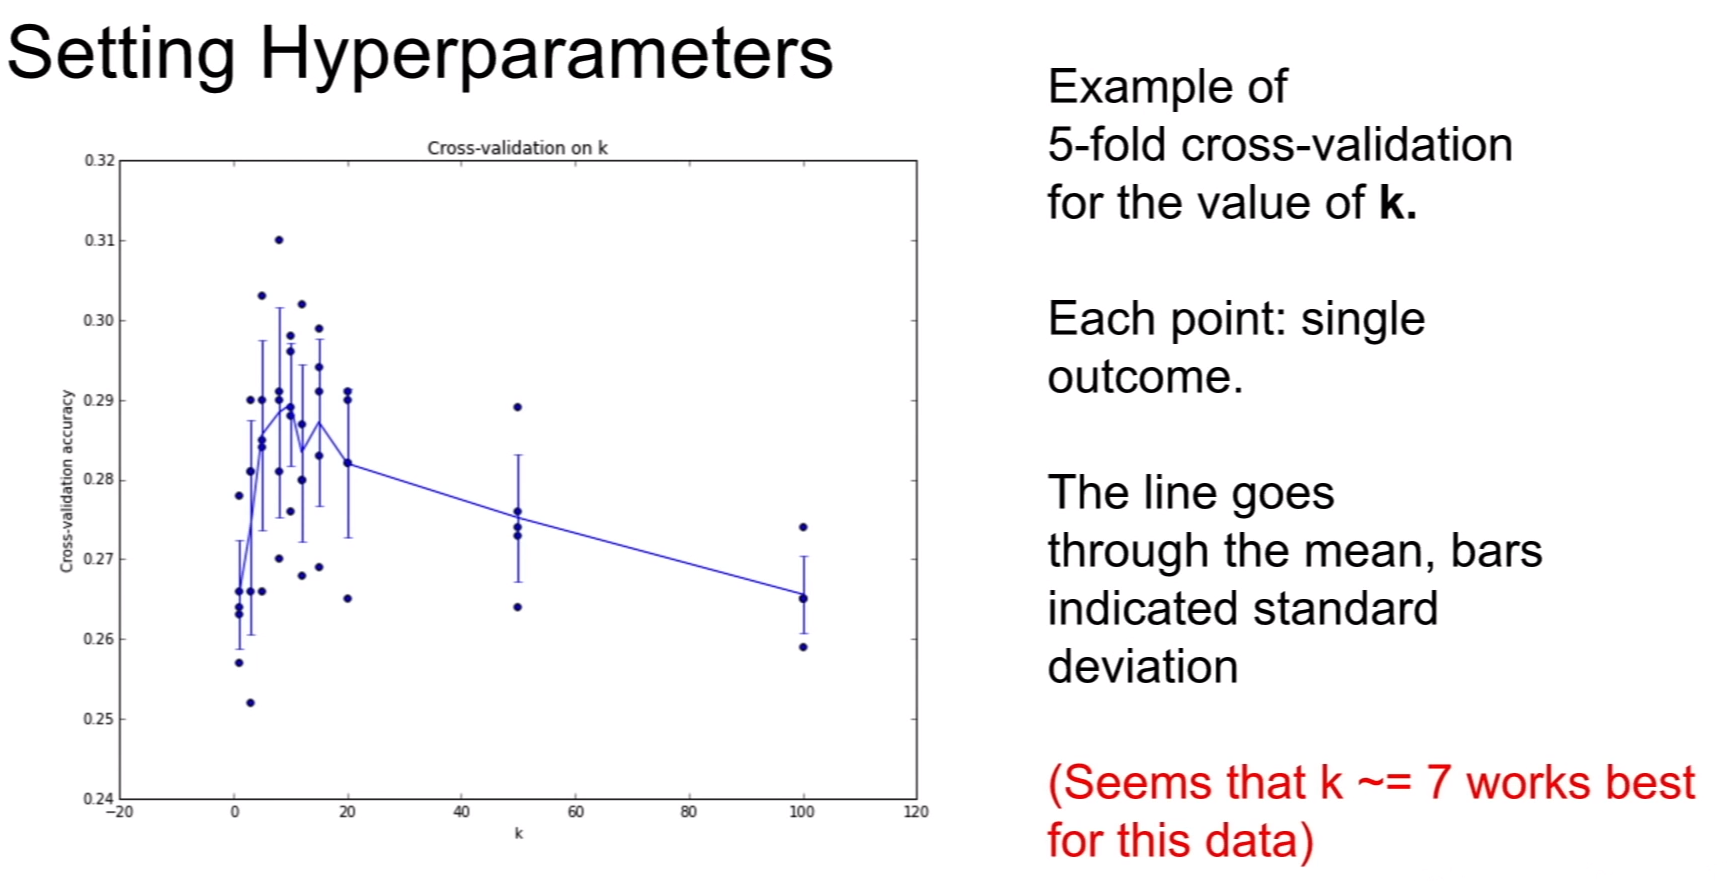 Setting Hyperparameters
Cross-validation on k
0.32
0.31
0.30
0.29
0.28
0.27
0.26
0.25
0.24
Cross-validation accuracy
−20
0
20
40
60
80
100
120
k
Example of
5-fold cross-validation
for the value of k.
Each point: single
outcome.
The line goes
through the mean, bars
indicated standard
deviation
(Seems that k ~= 7 works best
for this data)